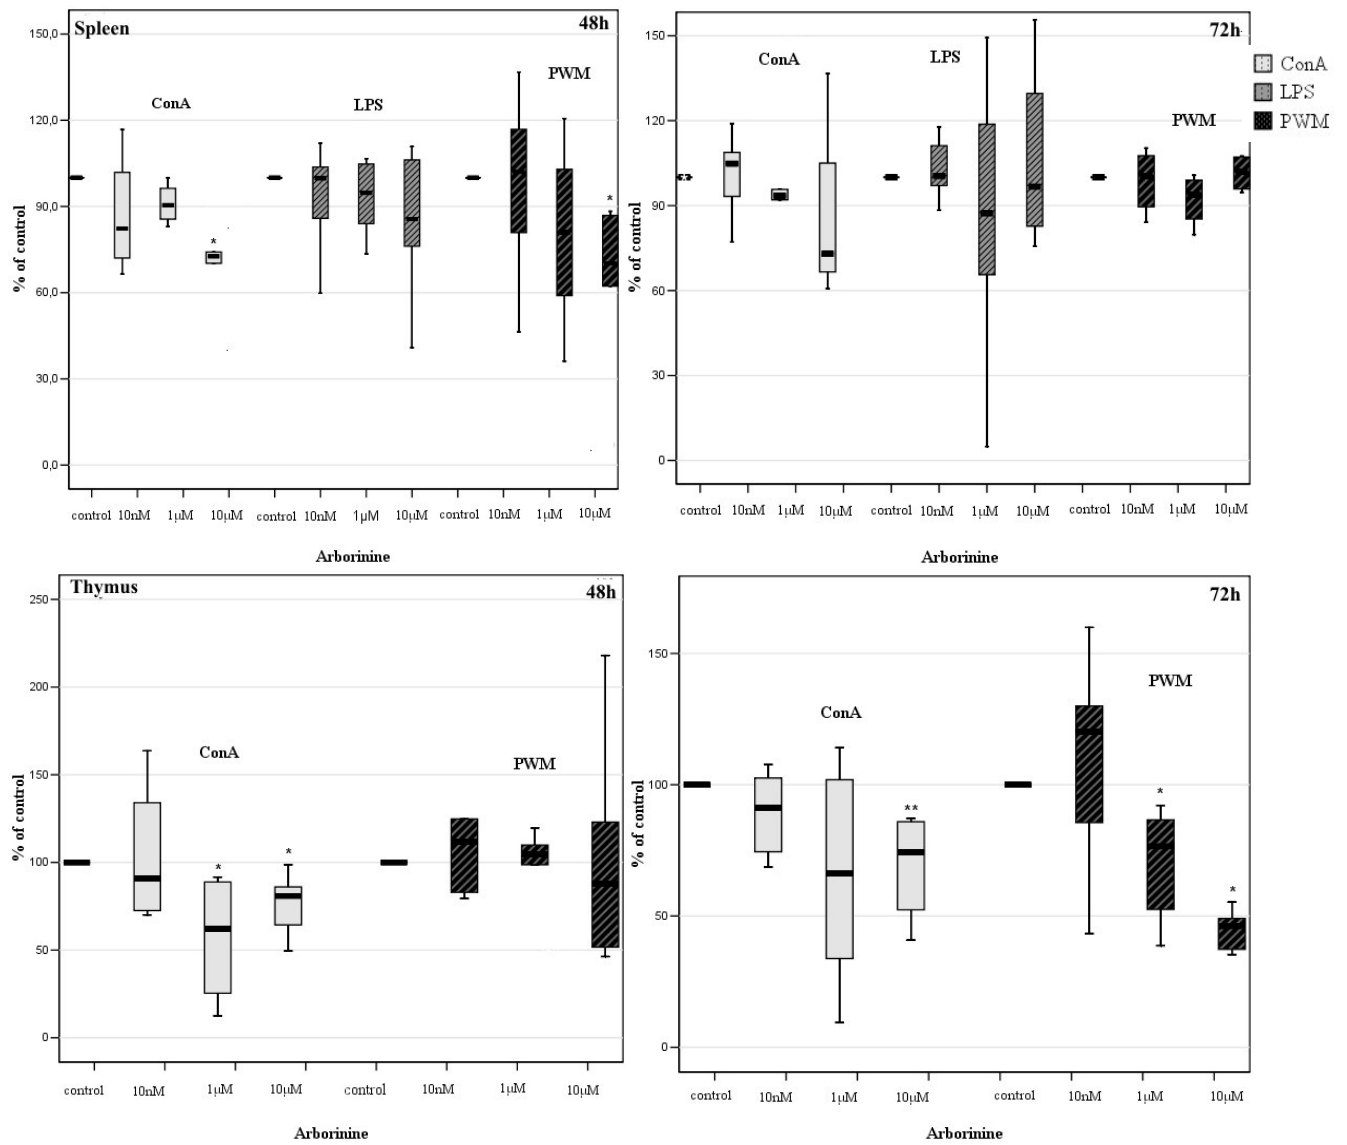 Spleen
48h
ConA
LPS
PWM
*
*
% of control
150,0
120,0
90,0
60,0
30,0
0,0
control 10nM 1µM 10µM control 10nM 1µM 10µM control 10nM 1µM 10µM
Arborinine
72h
ConA
LPS
PWM
% of control
150
120
90
60
30
0
control 10nM 1µM 10µM control 10nM 1µM 10µM control 10nM 1µM 10µM
Arborinine
ConA
LPS
PWM
Thymus
48h
ConA
PWM
*
*
% of control
250
200
150
100
50
0
control 10nM 1µM 10µM control 10nM 1µM 10µM
Arborinine
72h
ConA
PWM
**
*
*
% of control
150
100
50
0
control 10nM 1µM 10µM control 10nM 1µM 10µM
Arborinine